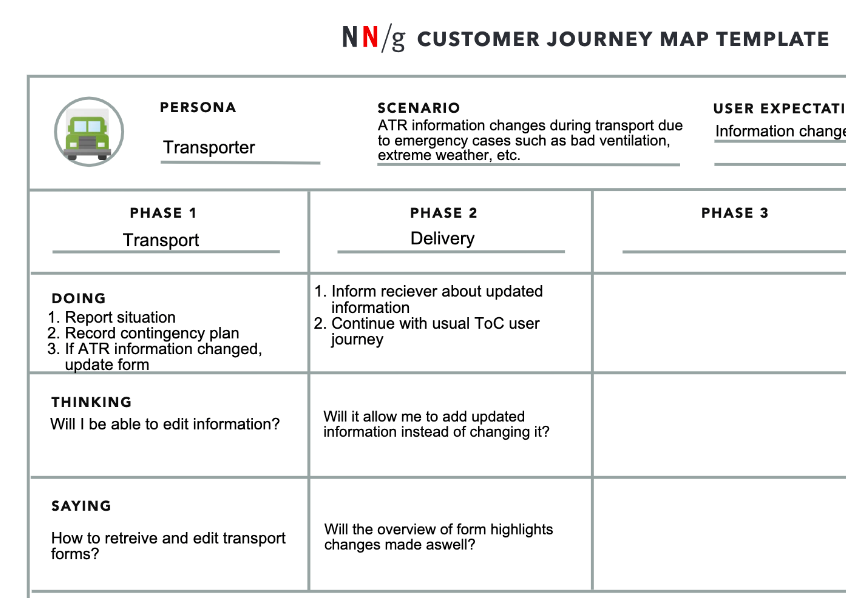 NN/g CUSTOMER JOURNEY MAP TEMPLATE
PERSONA
Transporter
SCENARIO
ATR information changes during transport due
to emergency cases such as bad ventilation,
extreme weather, etc.
USER EXPECTATI
Information change
PHASE 1
Transport
PHASE 2
Delivery
PHASE 3
DOING
1. Report situation
2. Record contingency plan
3. If ATR information changed,
update form
1. Inform reciever about updated
information
2. Continue with usual ToC user
journey
THINKING
Will I be able to edit information?
Will it allow me to add updated
information instead of changing it?
SAYING
How to retreive and edit transport
forms?
Will the overview of form highlights
changes made aswell?